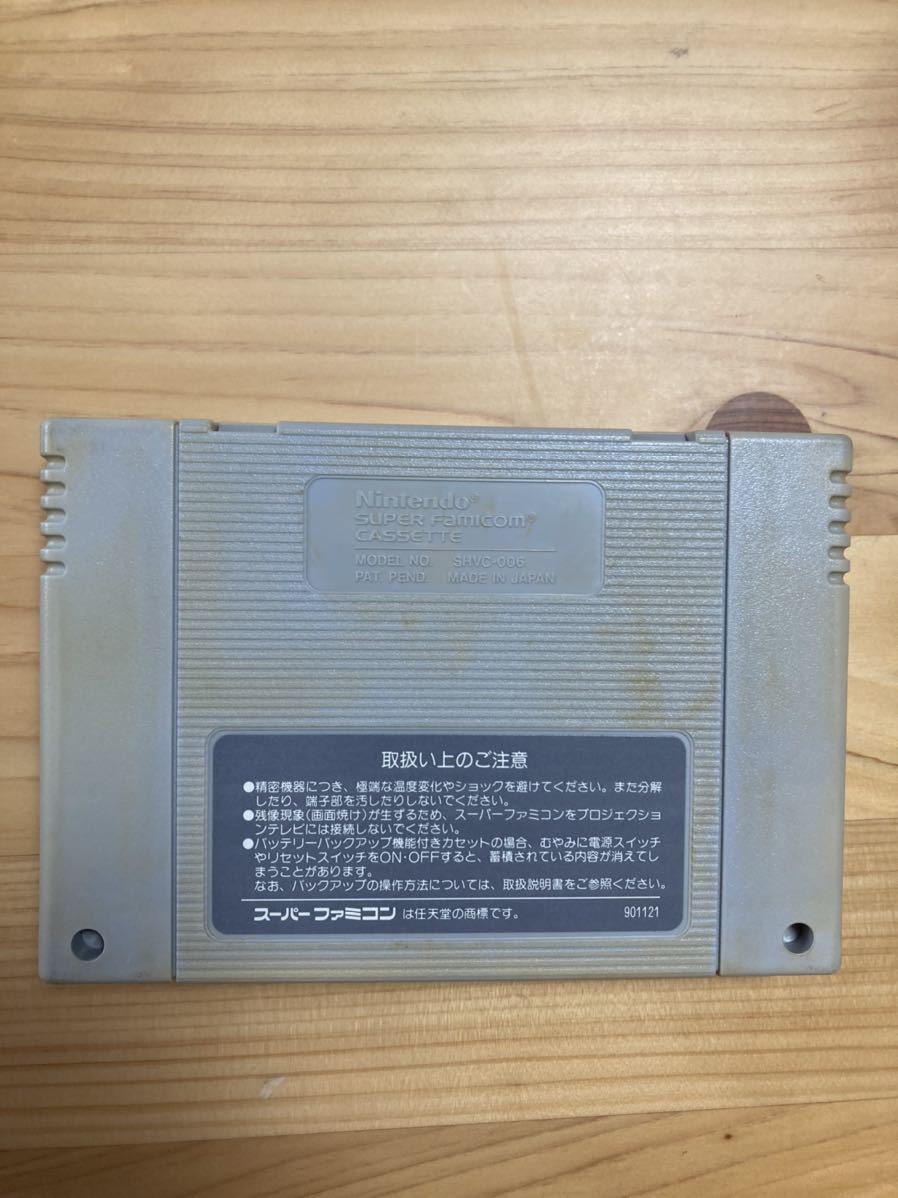 Nintendo®
SUPER Famicom®
CASSETTE
MODEL NO. SHVC-006
PAT. PEND. MADE IN JAPAN
取扱い上のご注意
●精密機器につき、極端な温度変化やショックを避けてください。また分解
したり、端子部を汚したりしないでください。
●残像現象(画面焼け)が生ずるため、スーパーファミコンをプロジェクショ
ンテレビには接続しないでください。
●バッテリーバックアップ機能付きカセットの場合、むやみに電源スイッチ
やリセットスイッチをON·OFFすると、蓄積されている内容が消えてし
まうことがあります。
なお、バックアップの操作方法については、取扱説明書をご参照ください。
スーパーファミコン は任天堂の商標です。 901121